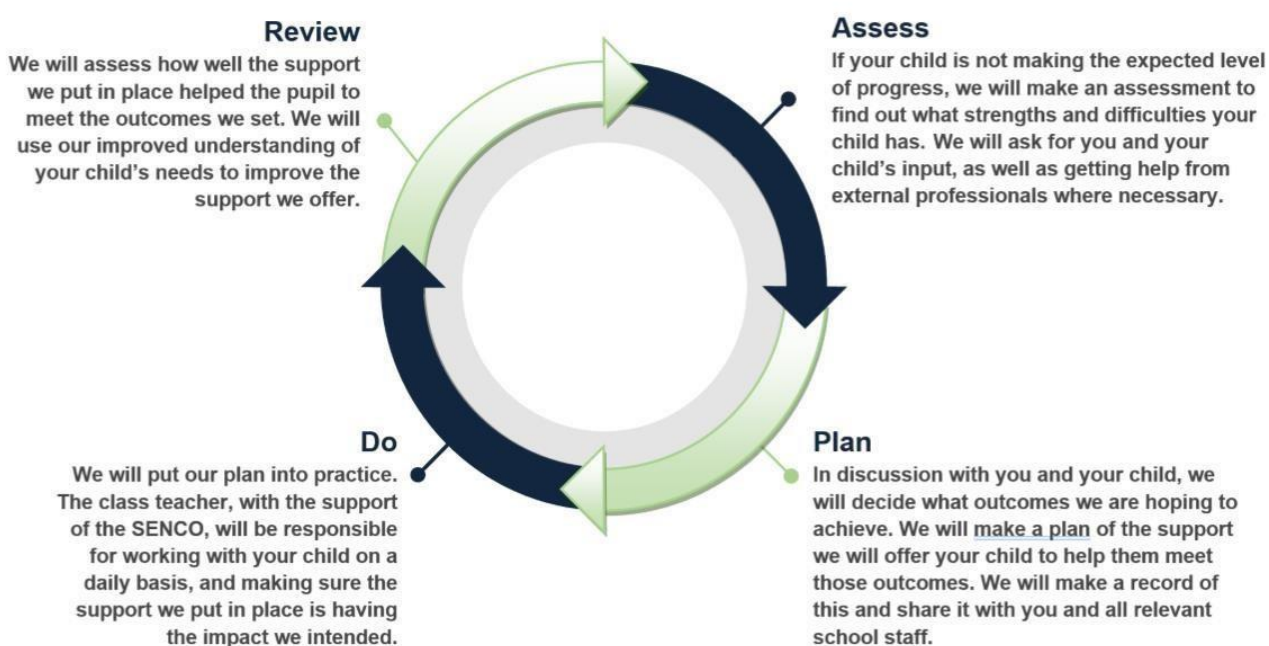 Review
We will assess how well the support
we put in place helped the pupil to
meet the outcomes we set. We will
use our improved understanding of
your child's needs to improve the
support we offer.
Assess
If your child is not making the expected level
of progress, we will make an assessment to
find out what strengths and difficulties your
child has. We will ask for you and your
child's input, as well as getting help from
external professionals where necessary.
Do
We will put our plan into practice.
The class teacher, with the support
of the SENCO, will be responsible
for working with your child on a
daily basis, and making sure the
support we put in place is having
the impact we intended.
Plan
In discussion with you and your child, we
will decide what outcomes we are hoping to
achieve. We will make a plan of the support
we will offer your child to help them meet
those outcomes. We will make a record of
this and share it with you and all relevant
school staff.